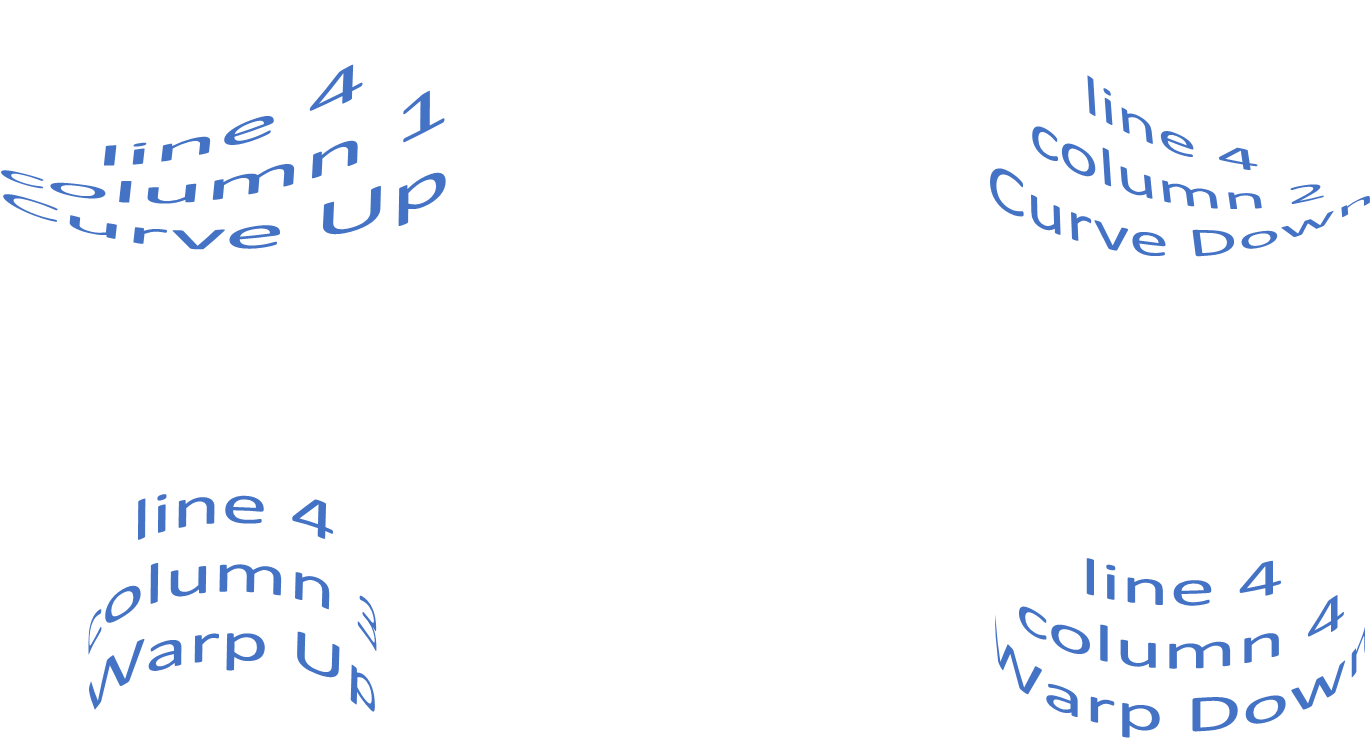 line 4
column 1
Curve Up
line 4
column 2
Curve Down
line 4
column 3
Warp Up
line 4
column 4
Warp Down